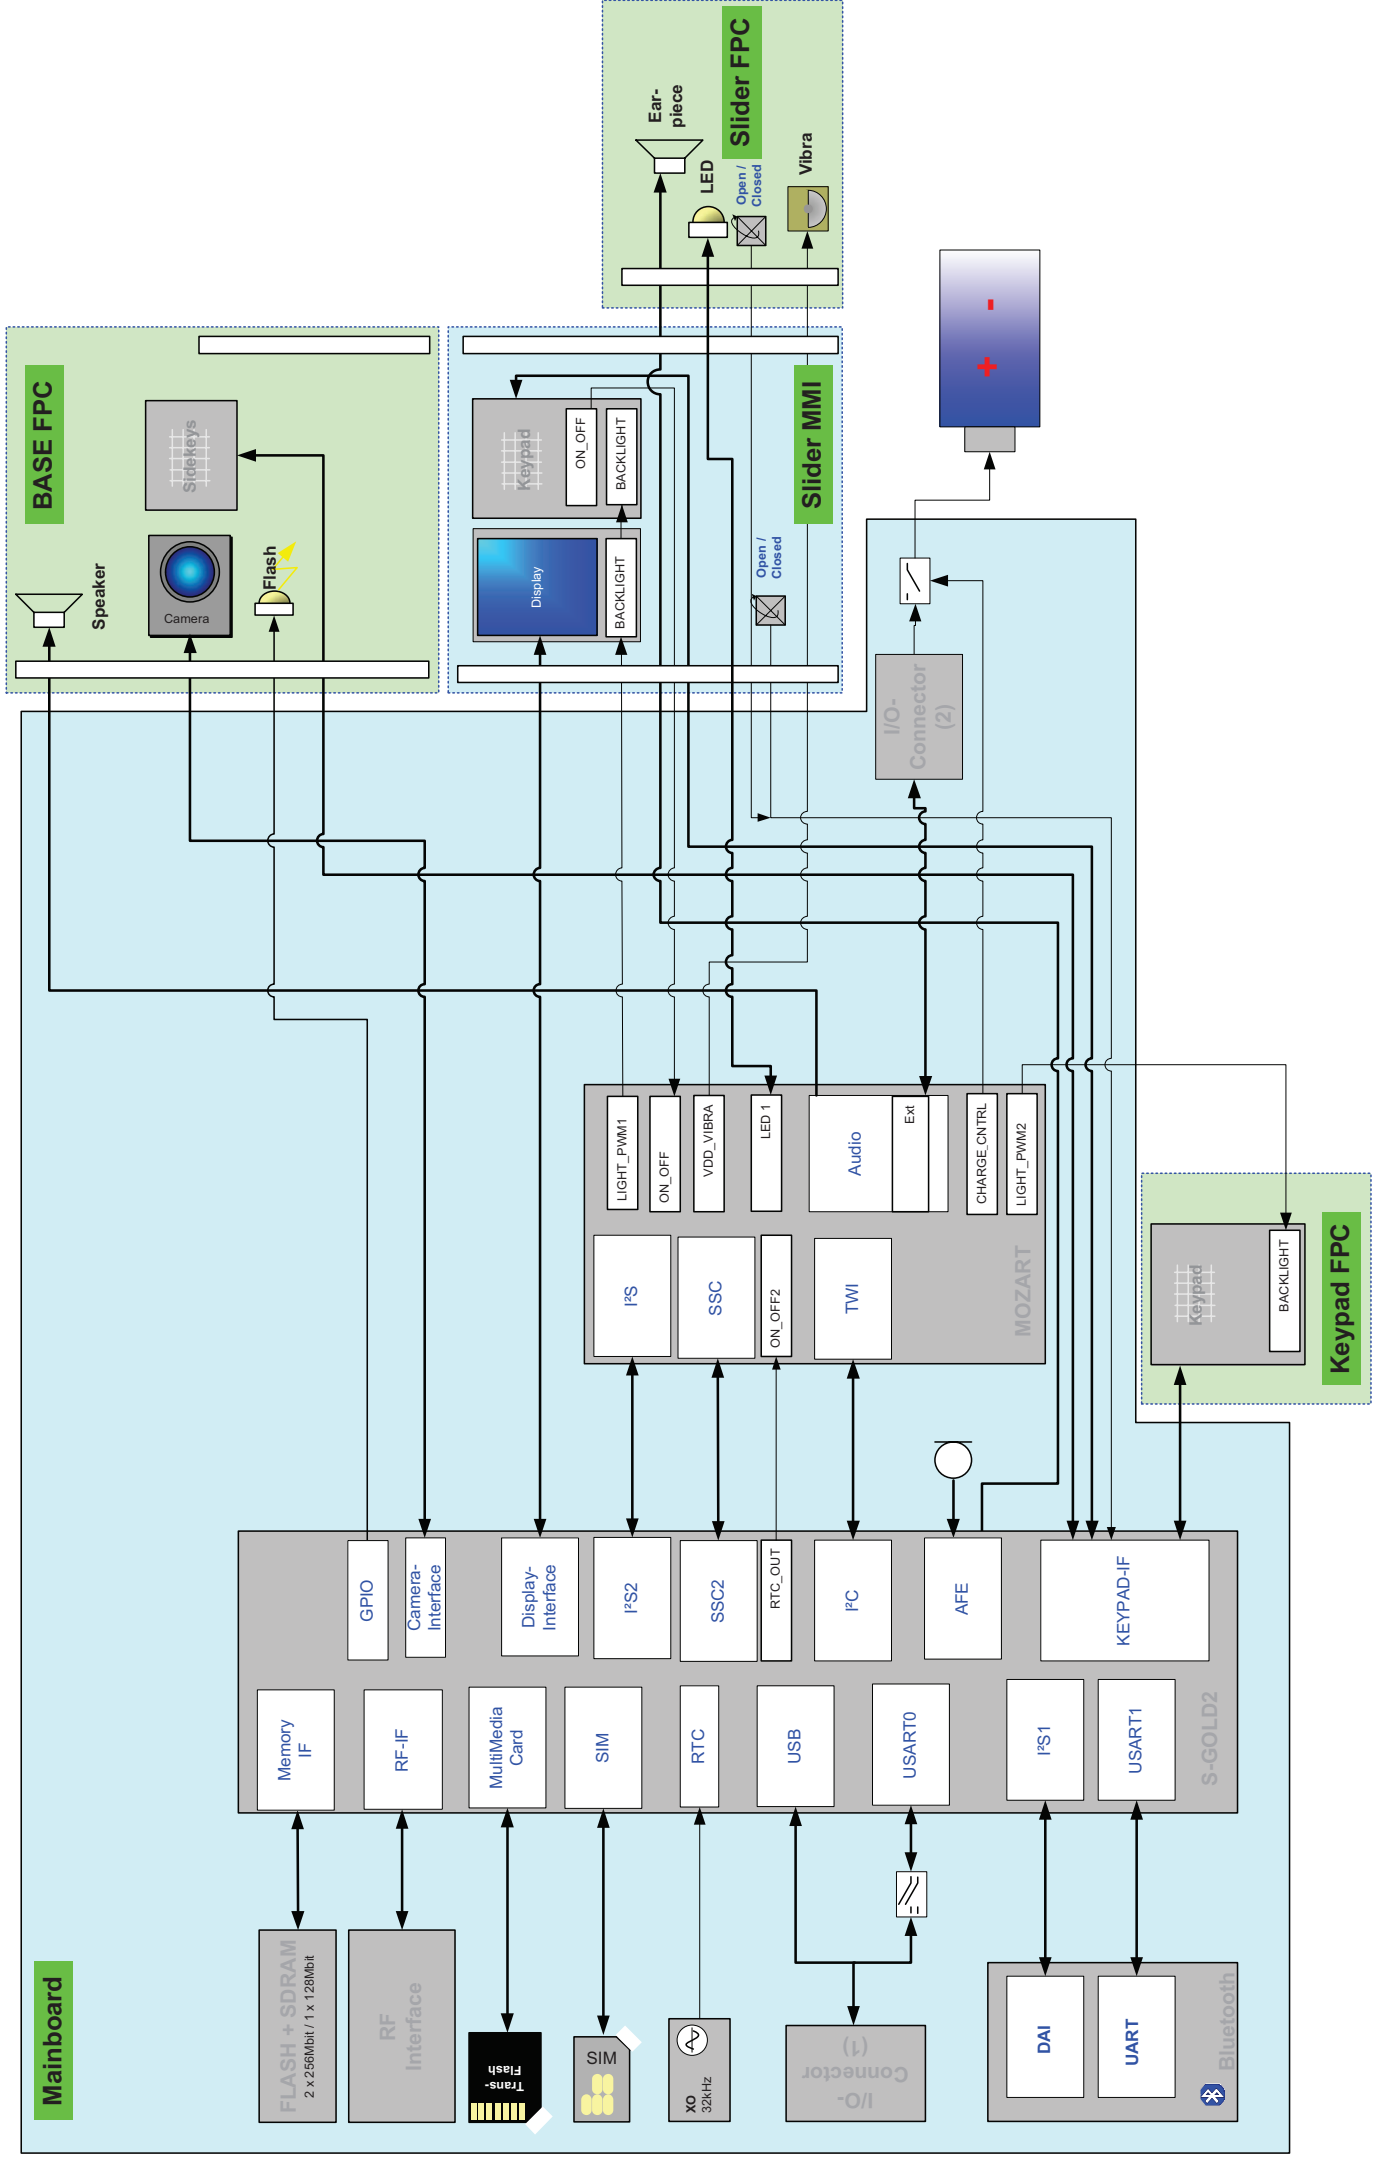 Mainboard
FLASH + SDRAM
2 x 256Mbit / 1 x 128Mbit
RF
Interface
Trans-
Flash
SIM
XO
32kHz
I/O-
Connector
(1)
DAI
UART
Bluetooth
Memory
IF
RF-IF
MultiMedia
Card
SIM
RTC
USB
USART0
I²S1
USART1
S-GOLD2
GPIO
Camera-
Interface
Display-
Interface
I²S2
SSC2
RTC_OUT
I²C
AFE
KEYPAD-IF
I²S
SSC
ON_OFF2
TWI
MOZART
LIGHT_PWM1
ON_OFF
VDD_VIBRA
LED 1
Audio
Ext
CHARGE_CNTRL
LIGHT_PWM2
Keypad
BACKLIGHT
Keypad FPC
I/O-
Connector
(2)
Speaker
Camera
Flash
Sidekeys
BASE FPC
Display
BACKLIGHT
Keypad
ON_OFF
BACKLIGHT
Open /
Closed
Slider MMI
+
-
Ear-
piece
LED
Open /
Closed
Vibra
Slider FPC